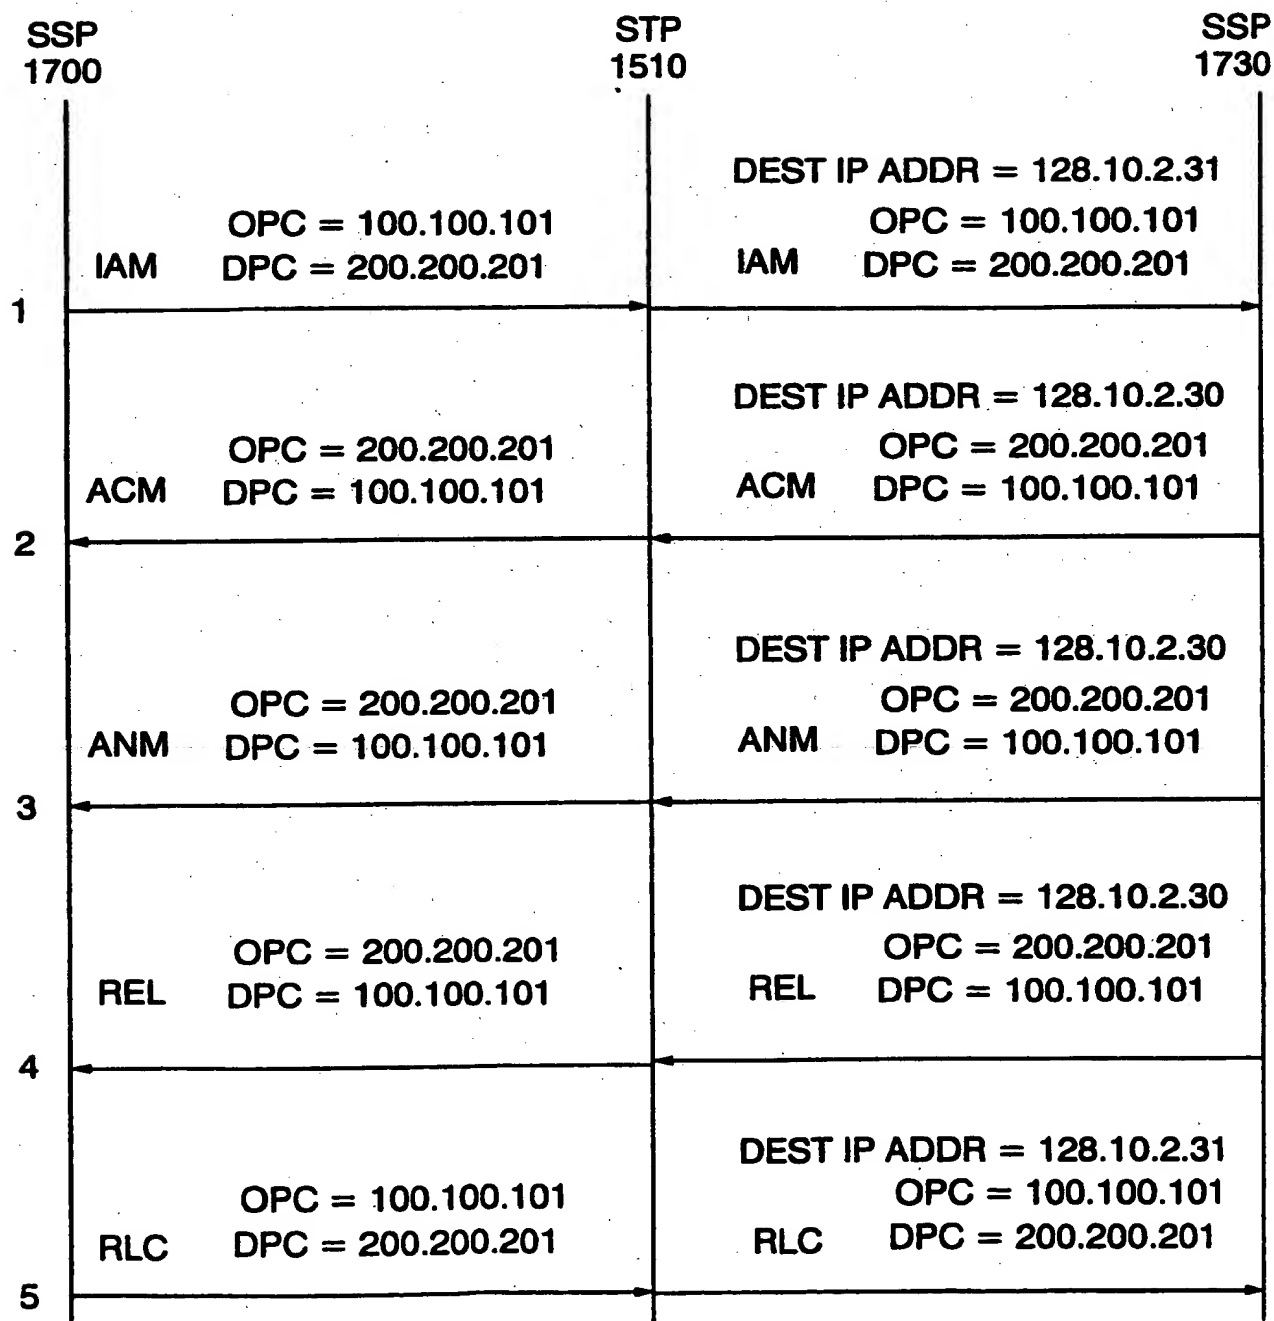 SSP STP SSP
1700 1510 1730
DEST IP ADDR = 128.10.2.31
OPC = 100.100.101 OPC = 100.100.101
IAM DPC = 200.200.201 IAM DPC = 200.200.201
1
DEST IP ADDR = 128.10.2.30
OPC = 200.200.201 OPC = 200.200.201
ACM DPC = 100.100.101 ACM DPC = 100.100.101
2
DEST IP ADDR = 128.10.2.30
OPC = 200.200.201 OPC = 200.200.201
ANM DPC = 100.100.101 ANM DPC = 100.100.101
3
DEST IP ADDR = 128.10.2.30
OPC = 200.200.201 OPC = 200.200.201
REL DPC = 100.100.101 REL DPC = 100.100.101
4
DEST IP ADDR = 128.10.2.31
OPC = 100.100.101 OPC = 100.100.101
RLC DPC = 200.200.201 RLC DPC = 200.200.201
5